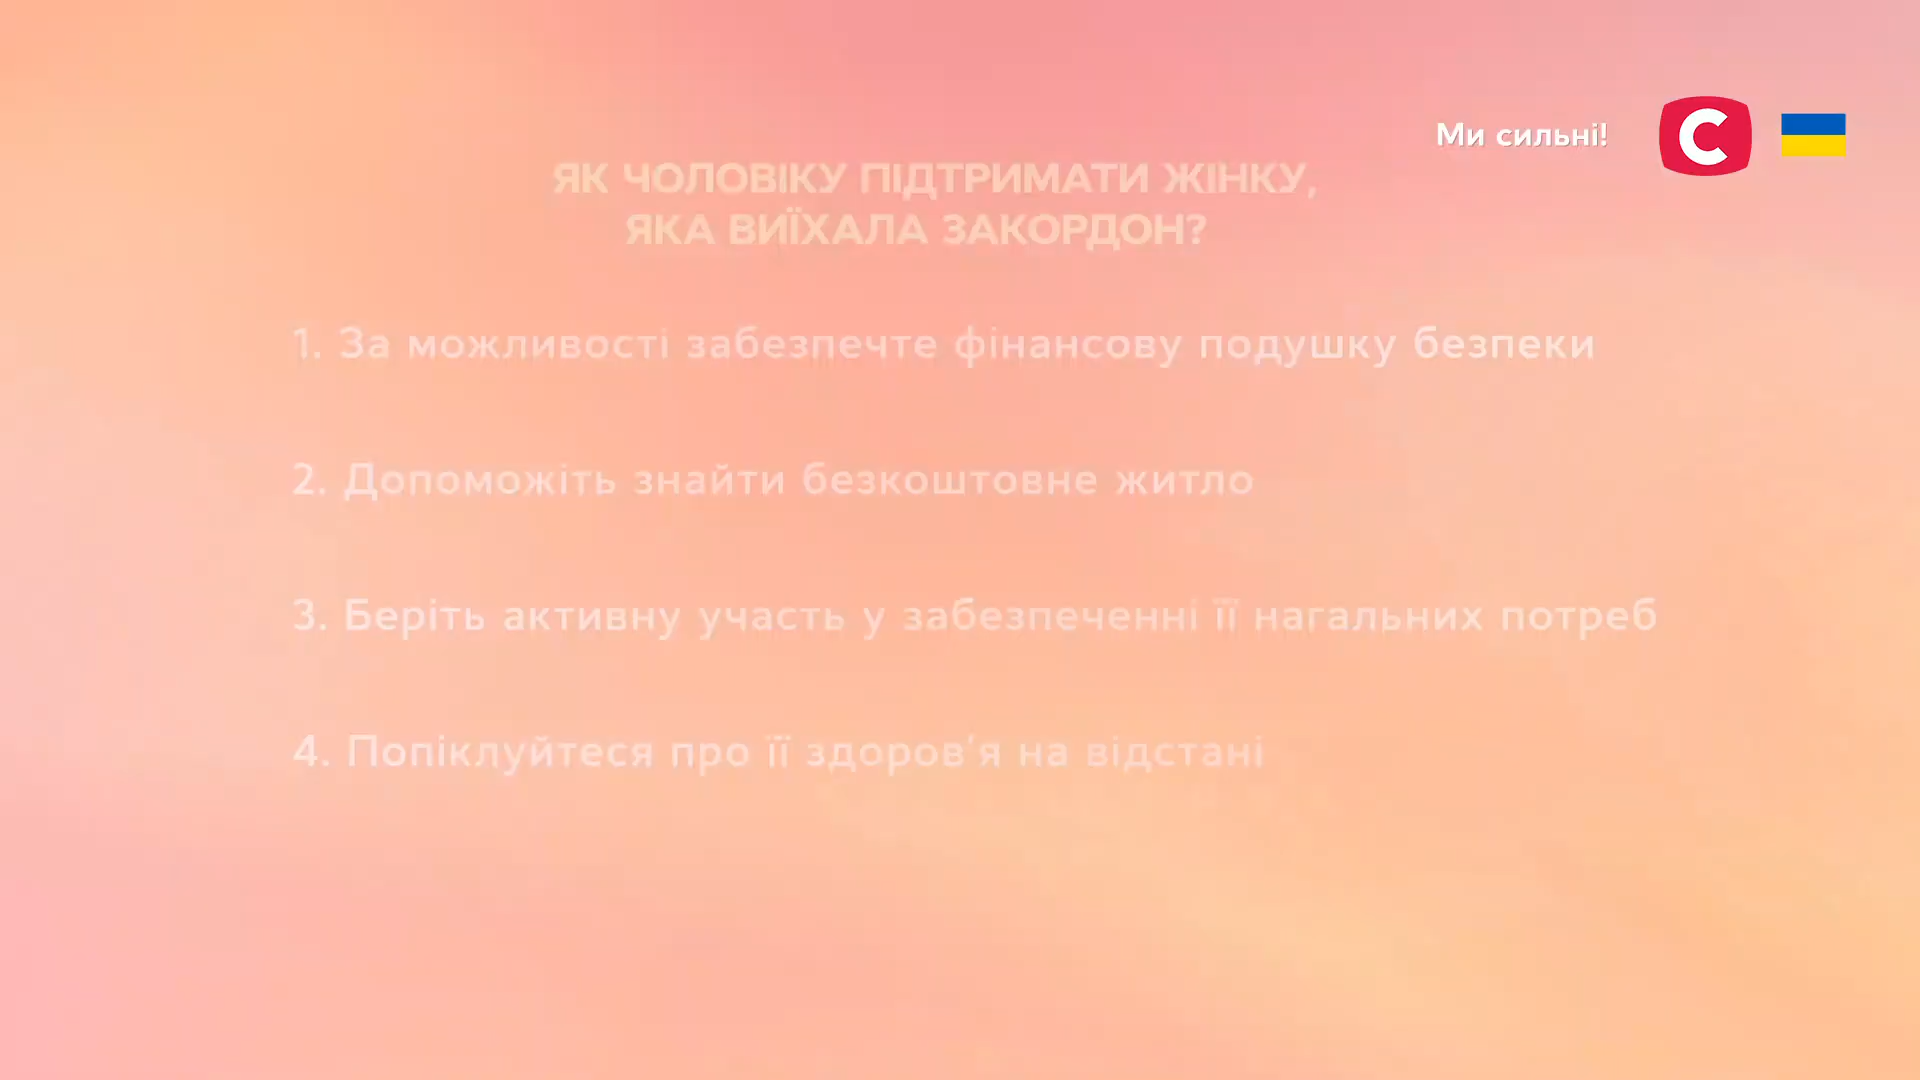 Ми сильні!
С
ЯК ЧОЛОВІКУ ПІДТРИМАТИ ЖІНКУ,
ЯКА ВИЇХАЛА ЗАКОРДОН?
1. За можливості забезпечте фінансову подушку безпеки
2. Допоможіть знайти безкоштовне житло
3. Беріть активну участь у забезпеченні її нагальних потреб
4. Попіклуйтеся про її здоров'я на відстані